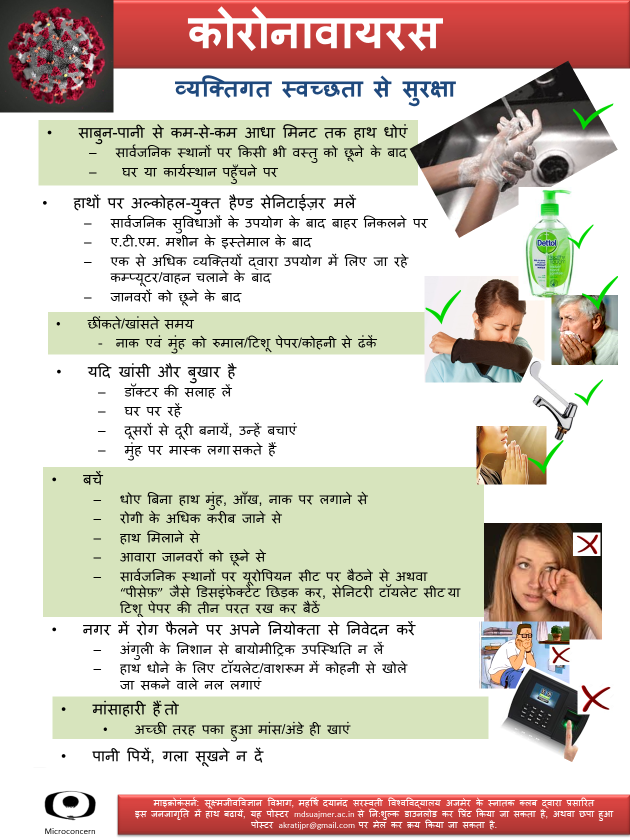 कोरोनावायरस
व्यक्तिगत स्वच्छता से सुरक्षा
• साबुन-पानी से कम-से-कम आधा मिनट तक हाथ धोएं
– सार्वजनिक स्थानों पर किसी भी वस्तु को छूने के बाद
– घर या कार्यस्थान पहुँचने पर
• हाथों पर अल्कोहल-युक्त हैण्ड सेनिटाईज़र मलें
– सार्वजनिक सुविधाओं के उपयोग के बाद बाहर निकलने पर
– ए.टी.एम. मशीन के इस्तेमाल के बाद
– एक से अधिक व्यक्तियों द्वारा उपयोग में लिए जा रहे
कम्प्यूटर/वाहन चलाने के बाद
– जानवरों को छूने के बाद
Dettol
• छींकते/खांसते समय
- नाक एवं मुंह को रुमाल/टिशू पेपर/कोहनी से ढंकें
• यदि खांसी और बुखार है
– डॉक्टर की सलाह लें
– घर पर रहें
– दूसरों से दूरी बनायें, उन्हें बचाएं
– मुंह पर मास्क लगा सकते हैं
• बचें
– धोए बिना हाथ मुंह, आँख, नाक पर लगाने से
– रोगी के अधिक करीब जाने से
– हाथ मिलाने से
– आवारा जानवरों को छूने से
– सार्वजनिक स्थानों पर यूरोपियन सीट पर बैठने से अथवा
“पीसेफ़” जैसे डिसइंफेक्टेंट छिड़क कर, सेनिटरी टॉयलेट सीट या
टिशू पेपर की तीन परत रख कर बैठें
• नगर में रोग फैलने पर अपने नियोक्ता से निवेदन करें
– अंगुली के निशान से बायोमीट्रिक उपस्थिति न लें
– हाथ धोने के लिए टॉयलेट/वाशरूम में कोहनी से खोले
जा सकने वाले नल लगाएं
• मांसाहारी हैं तो
• अच्छी तरह पका हुआ मांस/अंडे ही खाएं
• पानी पियें, गला सूखने न दें
Microconcern
माइक्रोकंसर्न: सूक्ष्मजीवविज्ञान विभाग, महर्षि दयानंद सरस्वती विश्वविद्यालय अजमेर के स्नातक क्लब द्वारा प्रसारित
इस जनजागृति में हाथ बढायें, यह पोस्टर mdsuajmer.ac.in से नि:शुल्क डाउनलोड कर प्रिंट किया जा सकता है, अथवा छपा हुआ
पोस्टर akratijpr@gmail.com पर मेल कर क्रय किया जा सकता है.